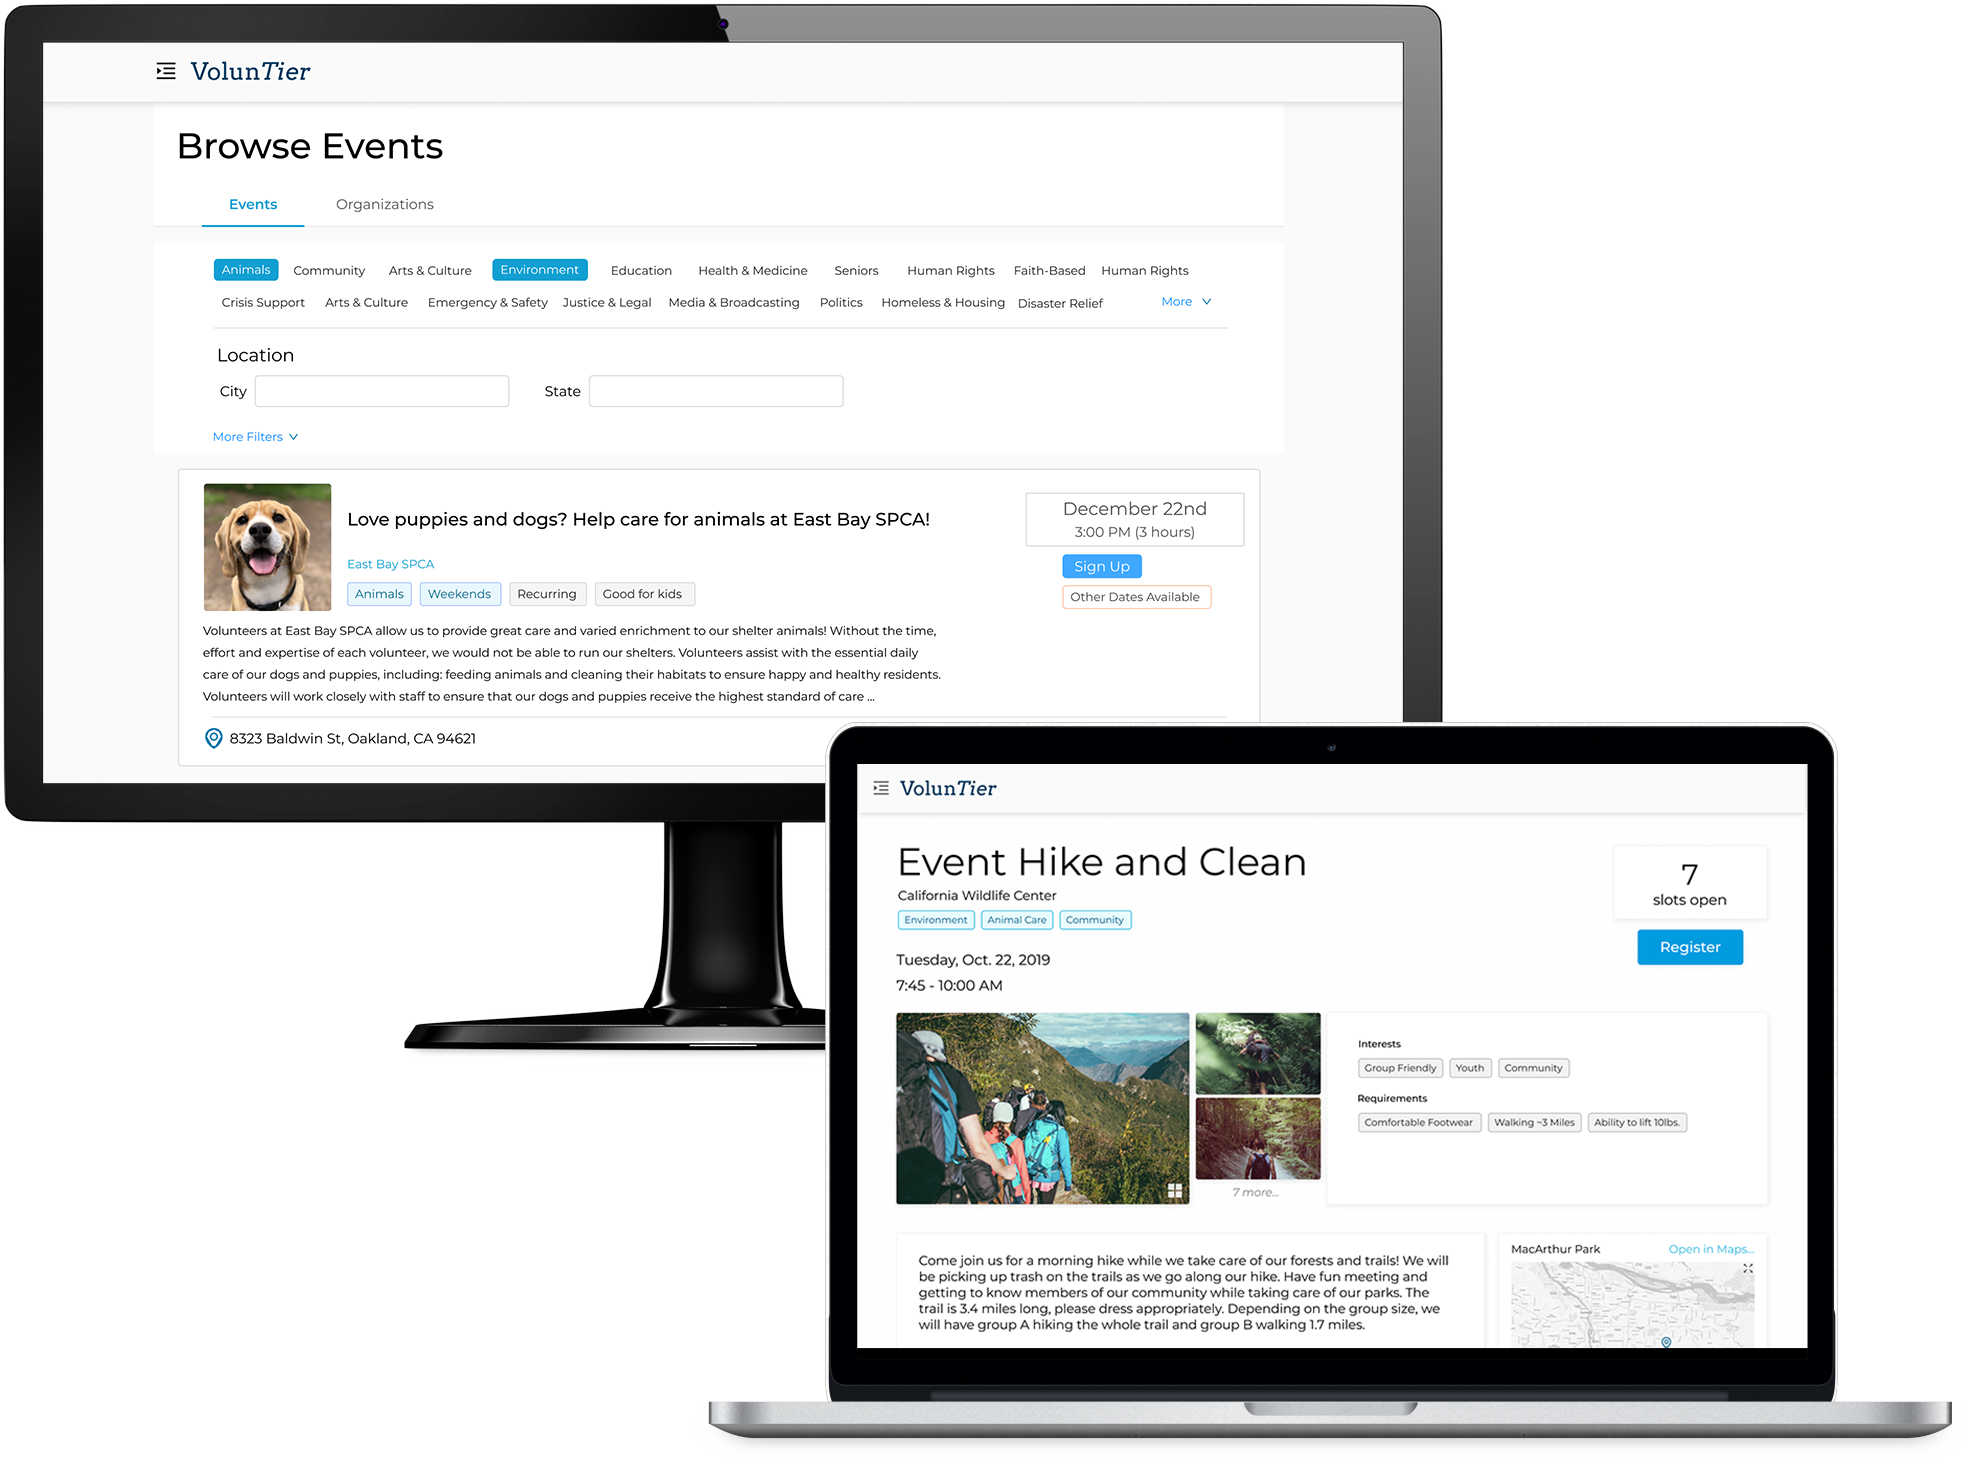 VolunTier
Browse Events
Events Organizations
Animals Community Arts & Culture Environment Education Health & Medicine Seniors Human Rights Faith-Based Human Rights
Crisis Support Arts & Culture Emergency & Safety Justice & Legal Media & Broadcasting Politics Homeless & Housing Disaster Relief More
Location
City State
More Filters
Love puppies and dogs? Help care for animals at East Bay SPCA!
East Bay SPCA
Animals Weekends Recurring Good for kids
December 22nd
3:00 PM (3 hours)
Sign Up
Other Dates Available
Volunteers at East Bay SPCA allow us to provide great care and varied enrichment to our shelter animals! Without the time,
effort and expertise of each volunteer, we would not be able to run our shelters. Volunteers assist with the essential daily
care of our dogs and puppies, including: feeding animals and cleaning their habitats to ensure happy and healthy residents.
Volunteers will work closely with staff to ensure that our dogs and puppies receive the highest standard of care ...
8323 Baldwin St, Oakland, CA 94621
VolunTier
Event Hike and Clean
California Wildlife Center
Environment Animal Care Community
7
slots open
Register
Tuesday, Oct. 22, 2019
7:45 - 10:00 AM
7 more...
Interests
Group Friendly Youth Community
Requirements
Comfortable Footwear Walking ~3 Miles Ability to lift 10lbs.
Come join us for a morning hike while we take care of our forests and trails! We will
be picking up trash on the trails as we go along our hike. Have fun meeting and
getting to know members of our community while taking care of our parks. The
trail is 3.4 miles long, please dress appropriately. Depending on the group size, we
will have group A hiking the whole trail and group B walking 1.7 miles.
MacArthur Park Open in Maps...